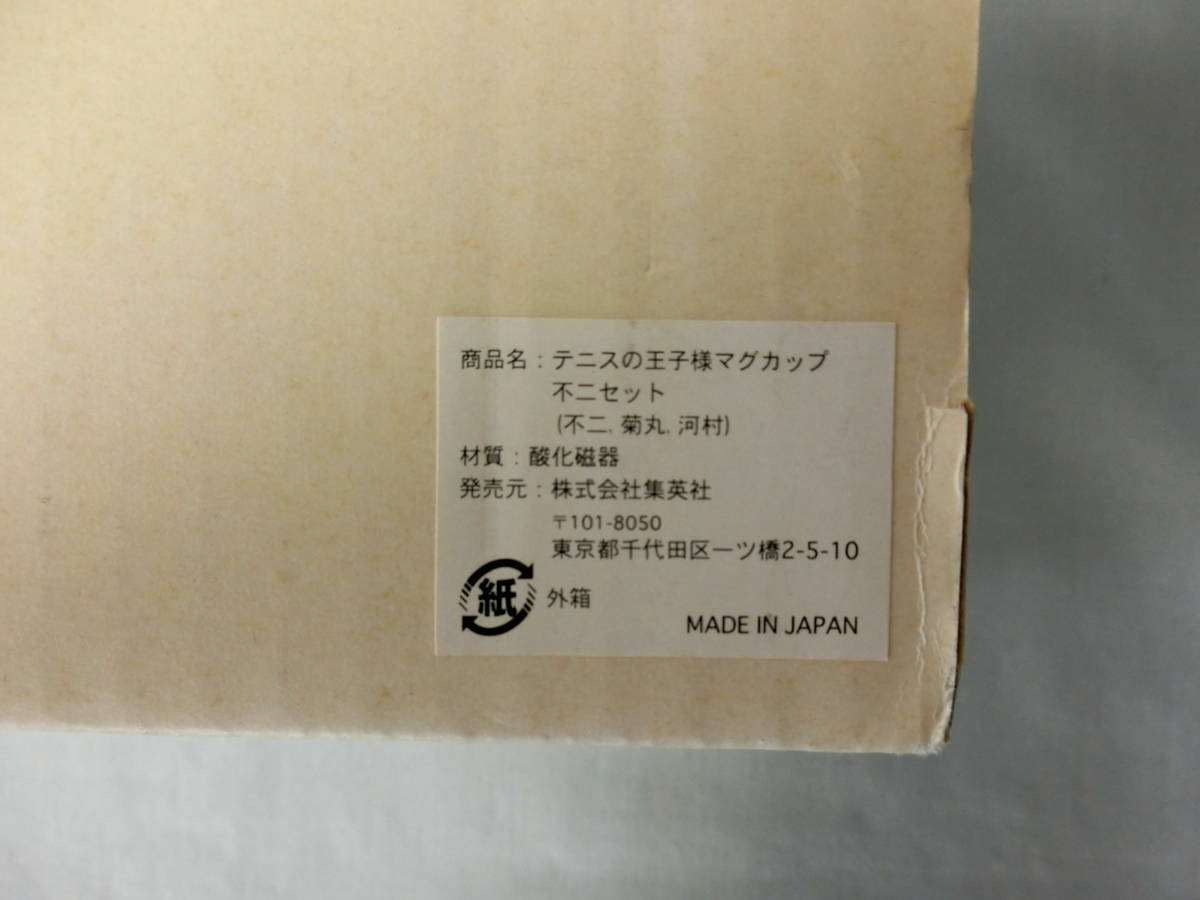 商品名：テニスの王子様マグカップ
不二セット
(不二, 菊丸, 河村)
材質：酸化磁器
発売元：株式会社集英社
〒101-8050
東京都千代田区一ツ橋2-5-10
紙 外箱
MADE IN JAPAN